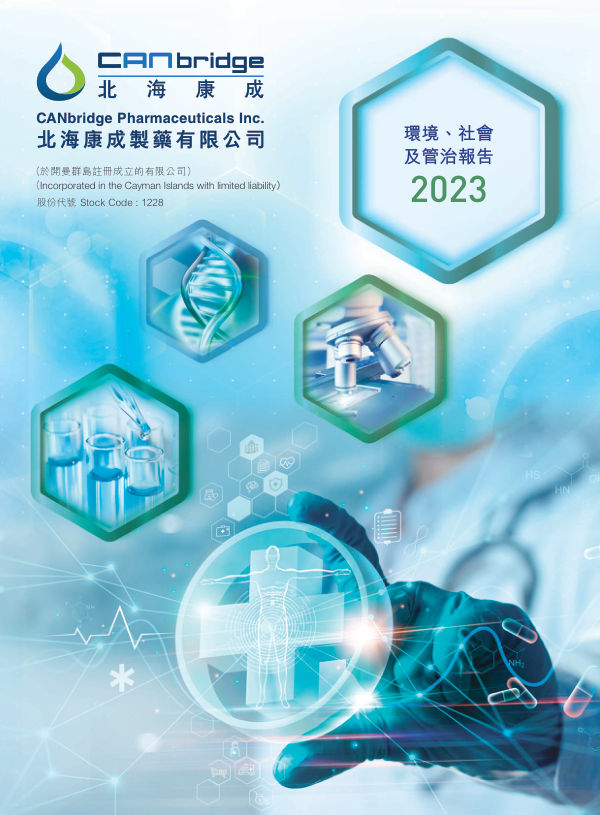 CANbridge
北海康成
CANbridge Pharmaceuticals Inc.
北海康成製藥有限公司
(於開曼群島註冊成立的有限公司)
(Incorporated in the Cayman Islands with limited liability)
股份代號 Stock Code : 1228
環境、社會
及管治報告
2023
HS
HN
NH₂